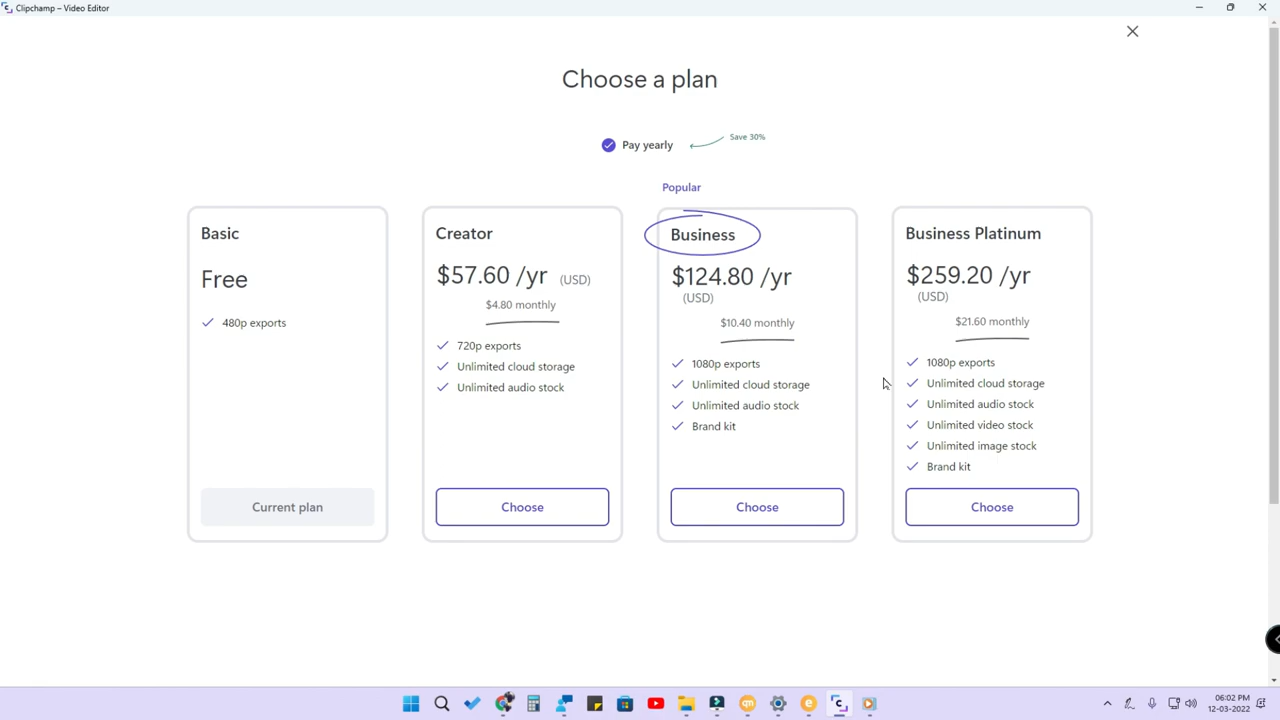 Clipchamp – Video Editor
Choose a plan
Pay yearly
Save 30%
Popular
Basic
Free
480p exports
Current plan
Creator
$57.60 /yr (USD)
$4.80 monthly
720p exports
Unlimited cloud storage
Unlimited audio stock
Choose
Business
$124.80 /yr
(USD)
$10.40 monthly
1080p exports
Unlimited cloud storage
Unlimited audio stock
Brand kit
Choose
Business Platinum
$259.20 /yr
(USD)
$21.60 monthly
1080p exports
Unlimited cloud storage
Unlimited audio stock
Unlimited video stock
Unlimited image stock
Brand kit
Choose
06:02 PM
12-03-2022